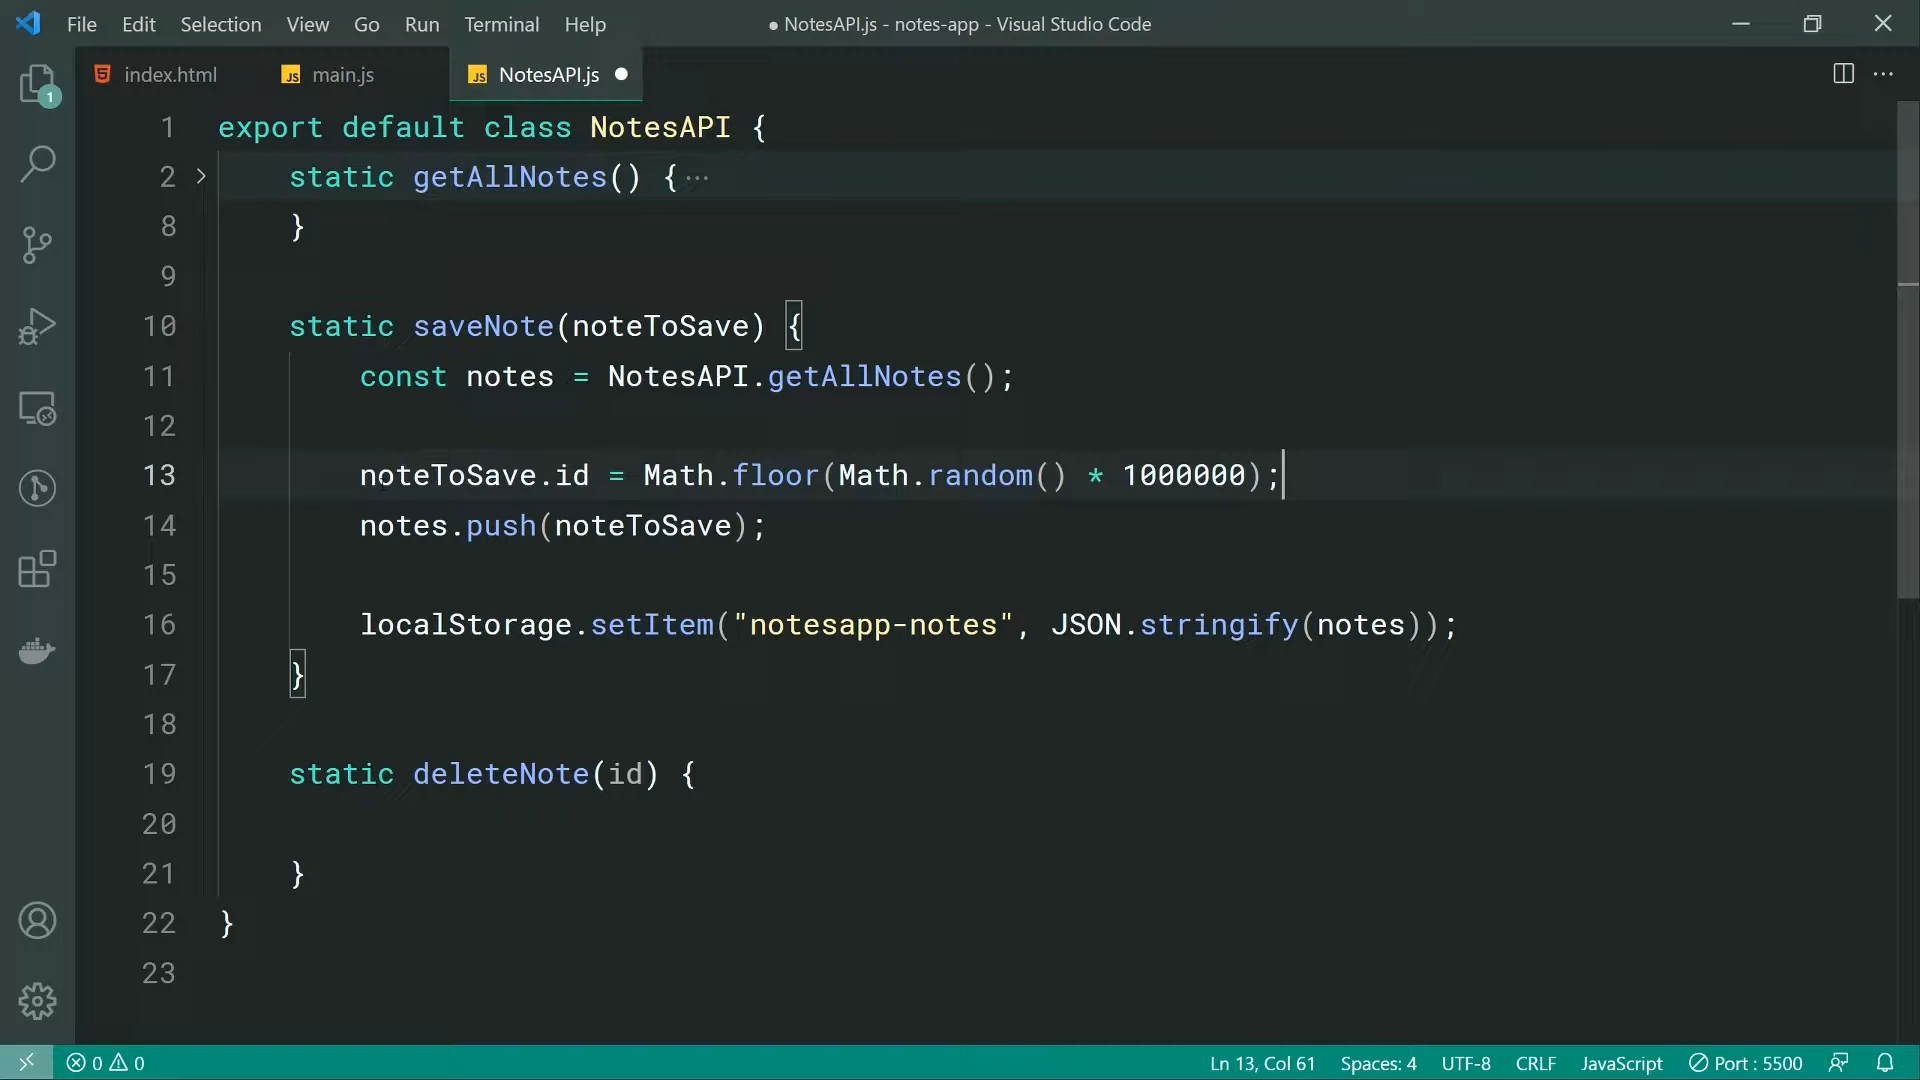 File Edit Selection View Go Run Terminal Help
● NotesAPI.js - notes-app - Visual Studio Code
index.html
JS main.js
JS NotesAPI.js ●
1
1 export default class NotesAPI {
2 static getAllNotes() { ···
8 }
9
10 static saveNote(noteToSave) {
11 const notes = NotesAPI.getAllNotes();
12
13 noteToSave.id = Math.floor(Math.random() * 1000000);
14 notes.push(noteToSave);
15
16 localStorage.setItem("notesapp-notes", JSON.stringify(notes));
17 }
18
19 static deleteNote(id) {
20
21 }
22 }
23
0 0 Ln 13, Col 61 Spaces: 4 UTF-8 CRLF JavaScript Port : 5500